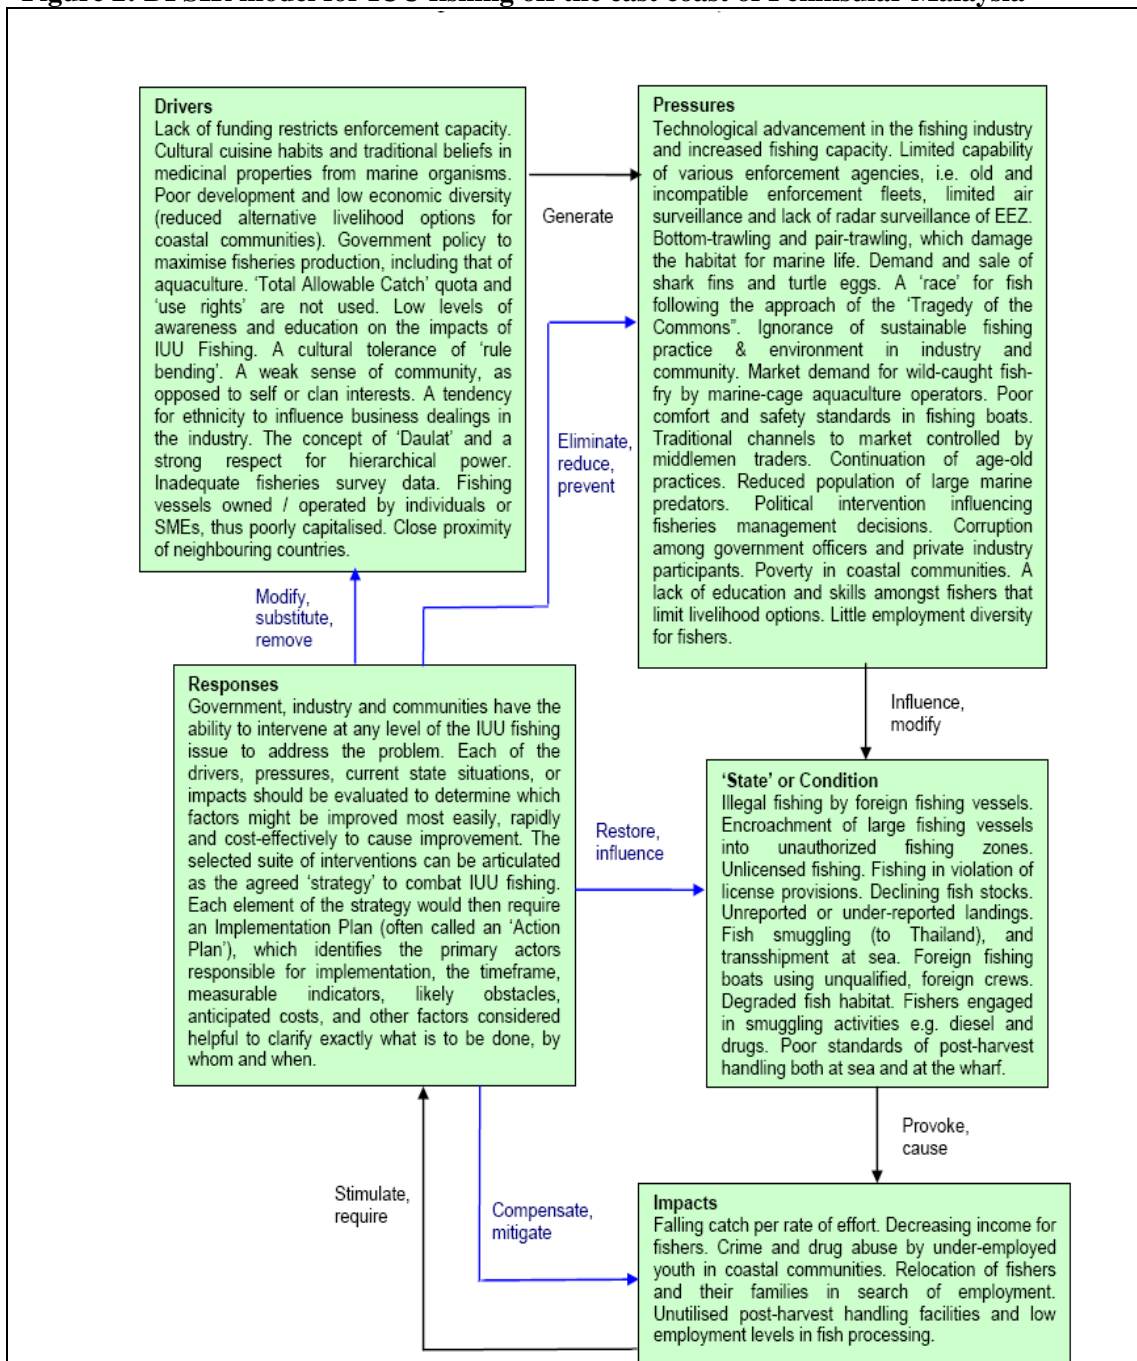 Figure 2: DPSIR model for IUU fishing off the east coast of Peninsular Malaysia
Drivers
Lack of funding restricts enforcement capacity.
Cultural cuisine habits and traditional beliefs in
medicinal properties from marine organisms.
Poor development and low economic diversity
(reduced alternative livelihood options for
coastal communities). Government policy to
maximise fisheries production, including that of
aquaculture. ‘Total Allowable Catch’ quota and
‘use rights’ are not used. Low levels of
awareness and education on the impacts of
IUU Fishing. A cultural tolerance of ‘rule
bending’. A weak sense of community, as
opposed to self or clan interests. A tendency
for ethnicity to influence business dealings in
the industry. The concept of ‘Daulat’ and a
strong respect for hierarchical power.
Inadequate fisheries survey data. Fishing
vessels owned / operated by individuals or
SMEs, thus poorly capitalised. Close proximity
of neighbouring countries.
Generate
Pressures
Technological advancement in the fishing industry
and increased fishing capacity. Limited capability
of various enforcement agencies, i.e. old and
incompatible enforcement fleets, limited air
surveillance and lack of radar surveillance of EEZ.
Bottom-trawling and pair-trawling, which damage
the habitat for marine life. Demand and sale of
shark fins and turtle eggs. A ‘race’ for fish
following the approach of the ‘Tragedy of the
Commons”. Ignorance of sustainable fishing
practice & environment in industry and
community. Market demand for wild-caught fish-
fry by marine-cage aquaculture operators. Poor
comfort and safety standards in fishing boats.
Traditional channels to market controlled by
middlemen traders. Continuation of age-old
practices. Reduced population of large marine
predators. Political intervention influencing
fisheries management decisions. Corruption
among government officers and private industry
participants. Poverty in coastal communities. A
lack of education and skills amongst fishers that
limit livelihood options. Little employment diversity
for fishers.
Eliminate,
reduce,
prevent
Modify,
substitute,
remove
Influence,
modify
Responses
Government, industry and communities have the
ability to intervene at any level of the IUU fishing
issue to address the problem. Each of the
drivers, pressures, current state situations, or
impacts should be evaluated to determine which
factors might be improved most easily, rapidly
and cost-effectively to cause improvement. The
selected suite of interventions can be articulated
as the agreed ‘strategy’ to combat IUU fishing.
Each element of the strategy would then require
an Implementation Plan (often called an ‘Action
Plan’), which identifies the primary actors
responsible for implementation, the timeframe,
measurable indicators, likely obstacles,
anticipated costs, and other factors considered
helpful to clarify exactly what is to be done, by
whom and when.
Restore,
influence
‘State’ or Condition
Illegal fishing by foreign fishing vessels.
Encroachment of large fishing vessels
into unauthorized fishing zones.
Unlicensed fishing. Fishing in violation of
license provisions. Declining fish stocks.
Unreported or under-reported landings.
Fish smuggling (to Thailand), and
transshipment at sea. Foreign fishing
boats using unqualified, foreign crews.
Degraded fish habitat. Fishers engaged
in smuggling activities e.g. diesel and
drugs. Poor standards of post-harvest
handling both at sea and at the wharf.
Provoke,
cause
Stimulate,
require
Compensate,
mitigate
Impacts
Falling catch per rate of effort. Decreasing income for
fishers. Crime and drug abuse by under-employed
youth in coastal communities. Relocation of fishers
and their families in search of employment.
Unutilised post-harvest handling facilities and low
employment levels in fish processing.